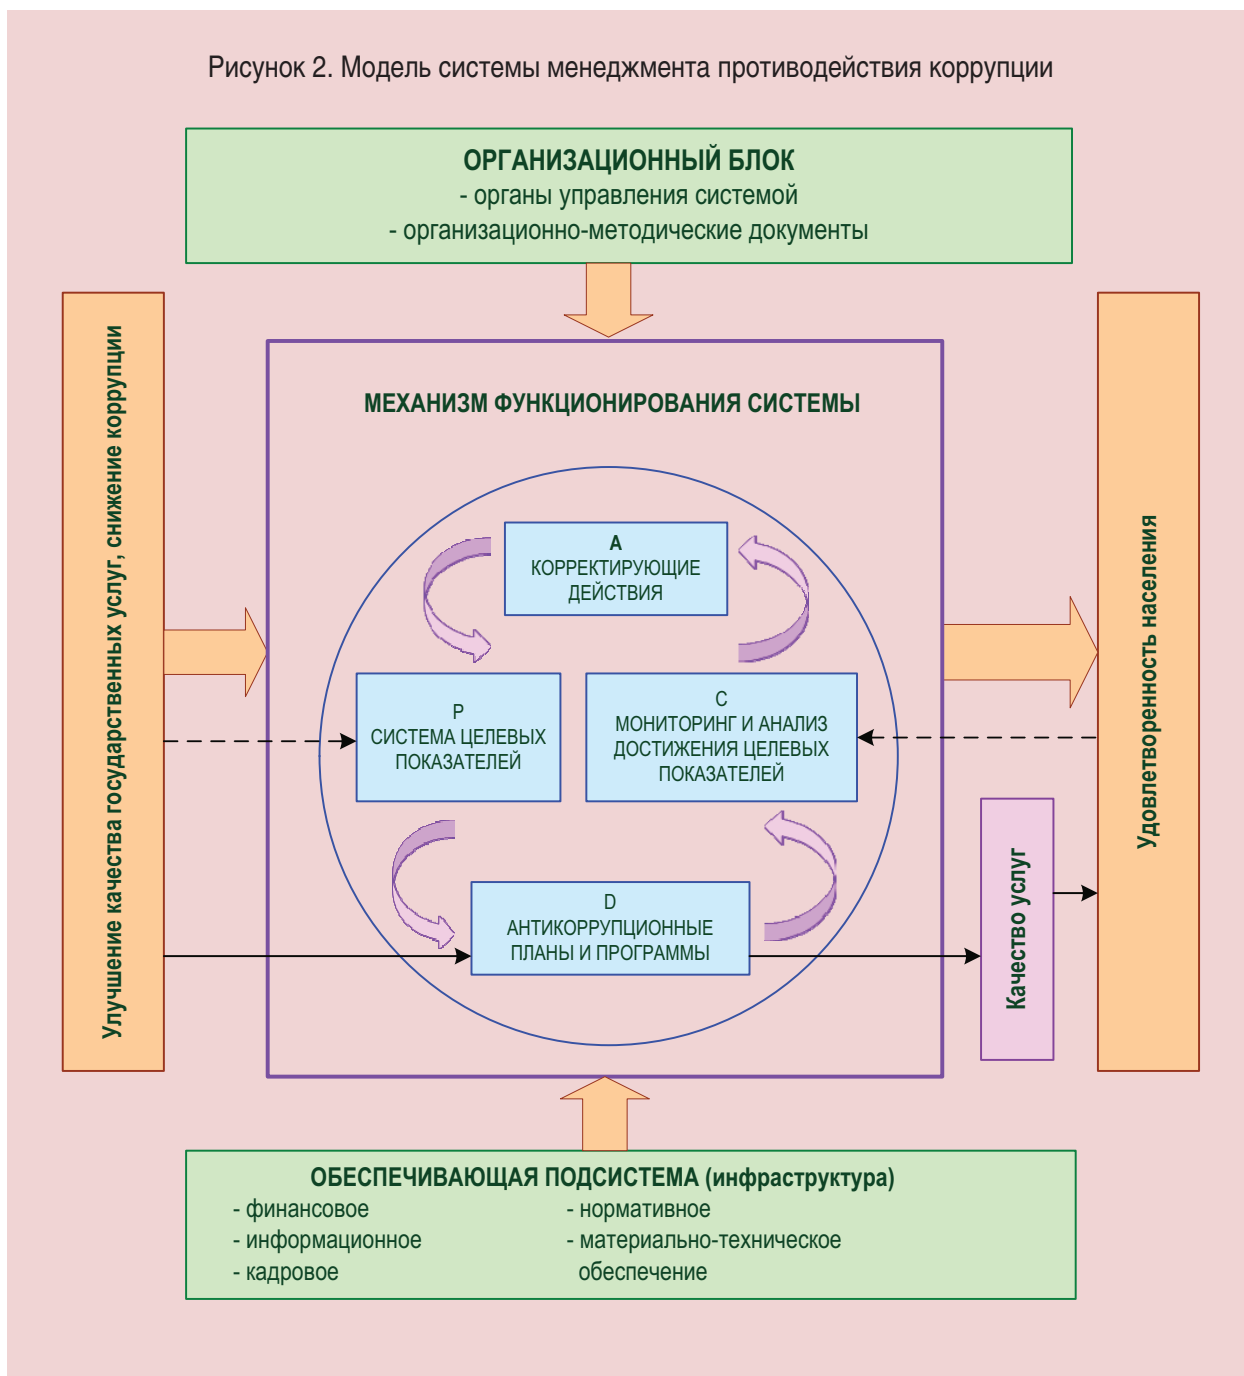 Рисунок 2. Модель системы менеджмента противодействия коррупции
ОРГАНИЗАЦИОННЫЙ БЛОК
- органы управления системой
- организационно-методические документы
Улучшение качества государственных услуг, снижение коррупции
МЕХАНИЗМ ФУНКЦИОНИРОВАНИЯ СИСТЕМЫ
A
КОРРЕКТИРУЮЩИЕ
ДЕЙСТВИЯ
P
СИСТЕМА ЦЕЛЕВЫХ
ПОКАЗАТЕЛЕЙ
C
МОНИТОРИНГ И АНАЛИЗ
ДОСТИЖЕНИЯ ЦЕЛЕВЫХ
ПОКАЗАТЕЛЕЙ
D
АНТИКОРРУПЦИОННЫЕ
ПЛАНЫ И ПРОГРАММЫ
Качество услуг
Удовлетворенность населения
ОБЕСПЕЧИВАЮЩАЯ ПОДСИСТЕМА (инфраструктура)
- финансовое
- информационное
- кадровое
- нормативное
- материально-техническое
обеспечение